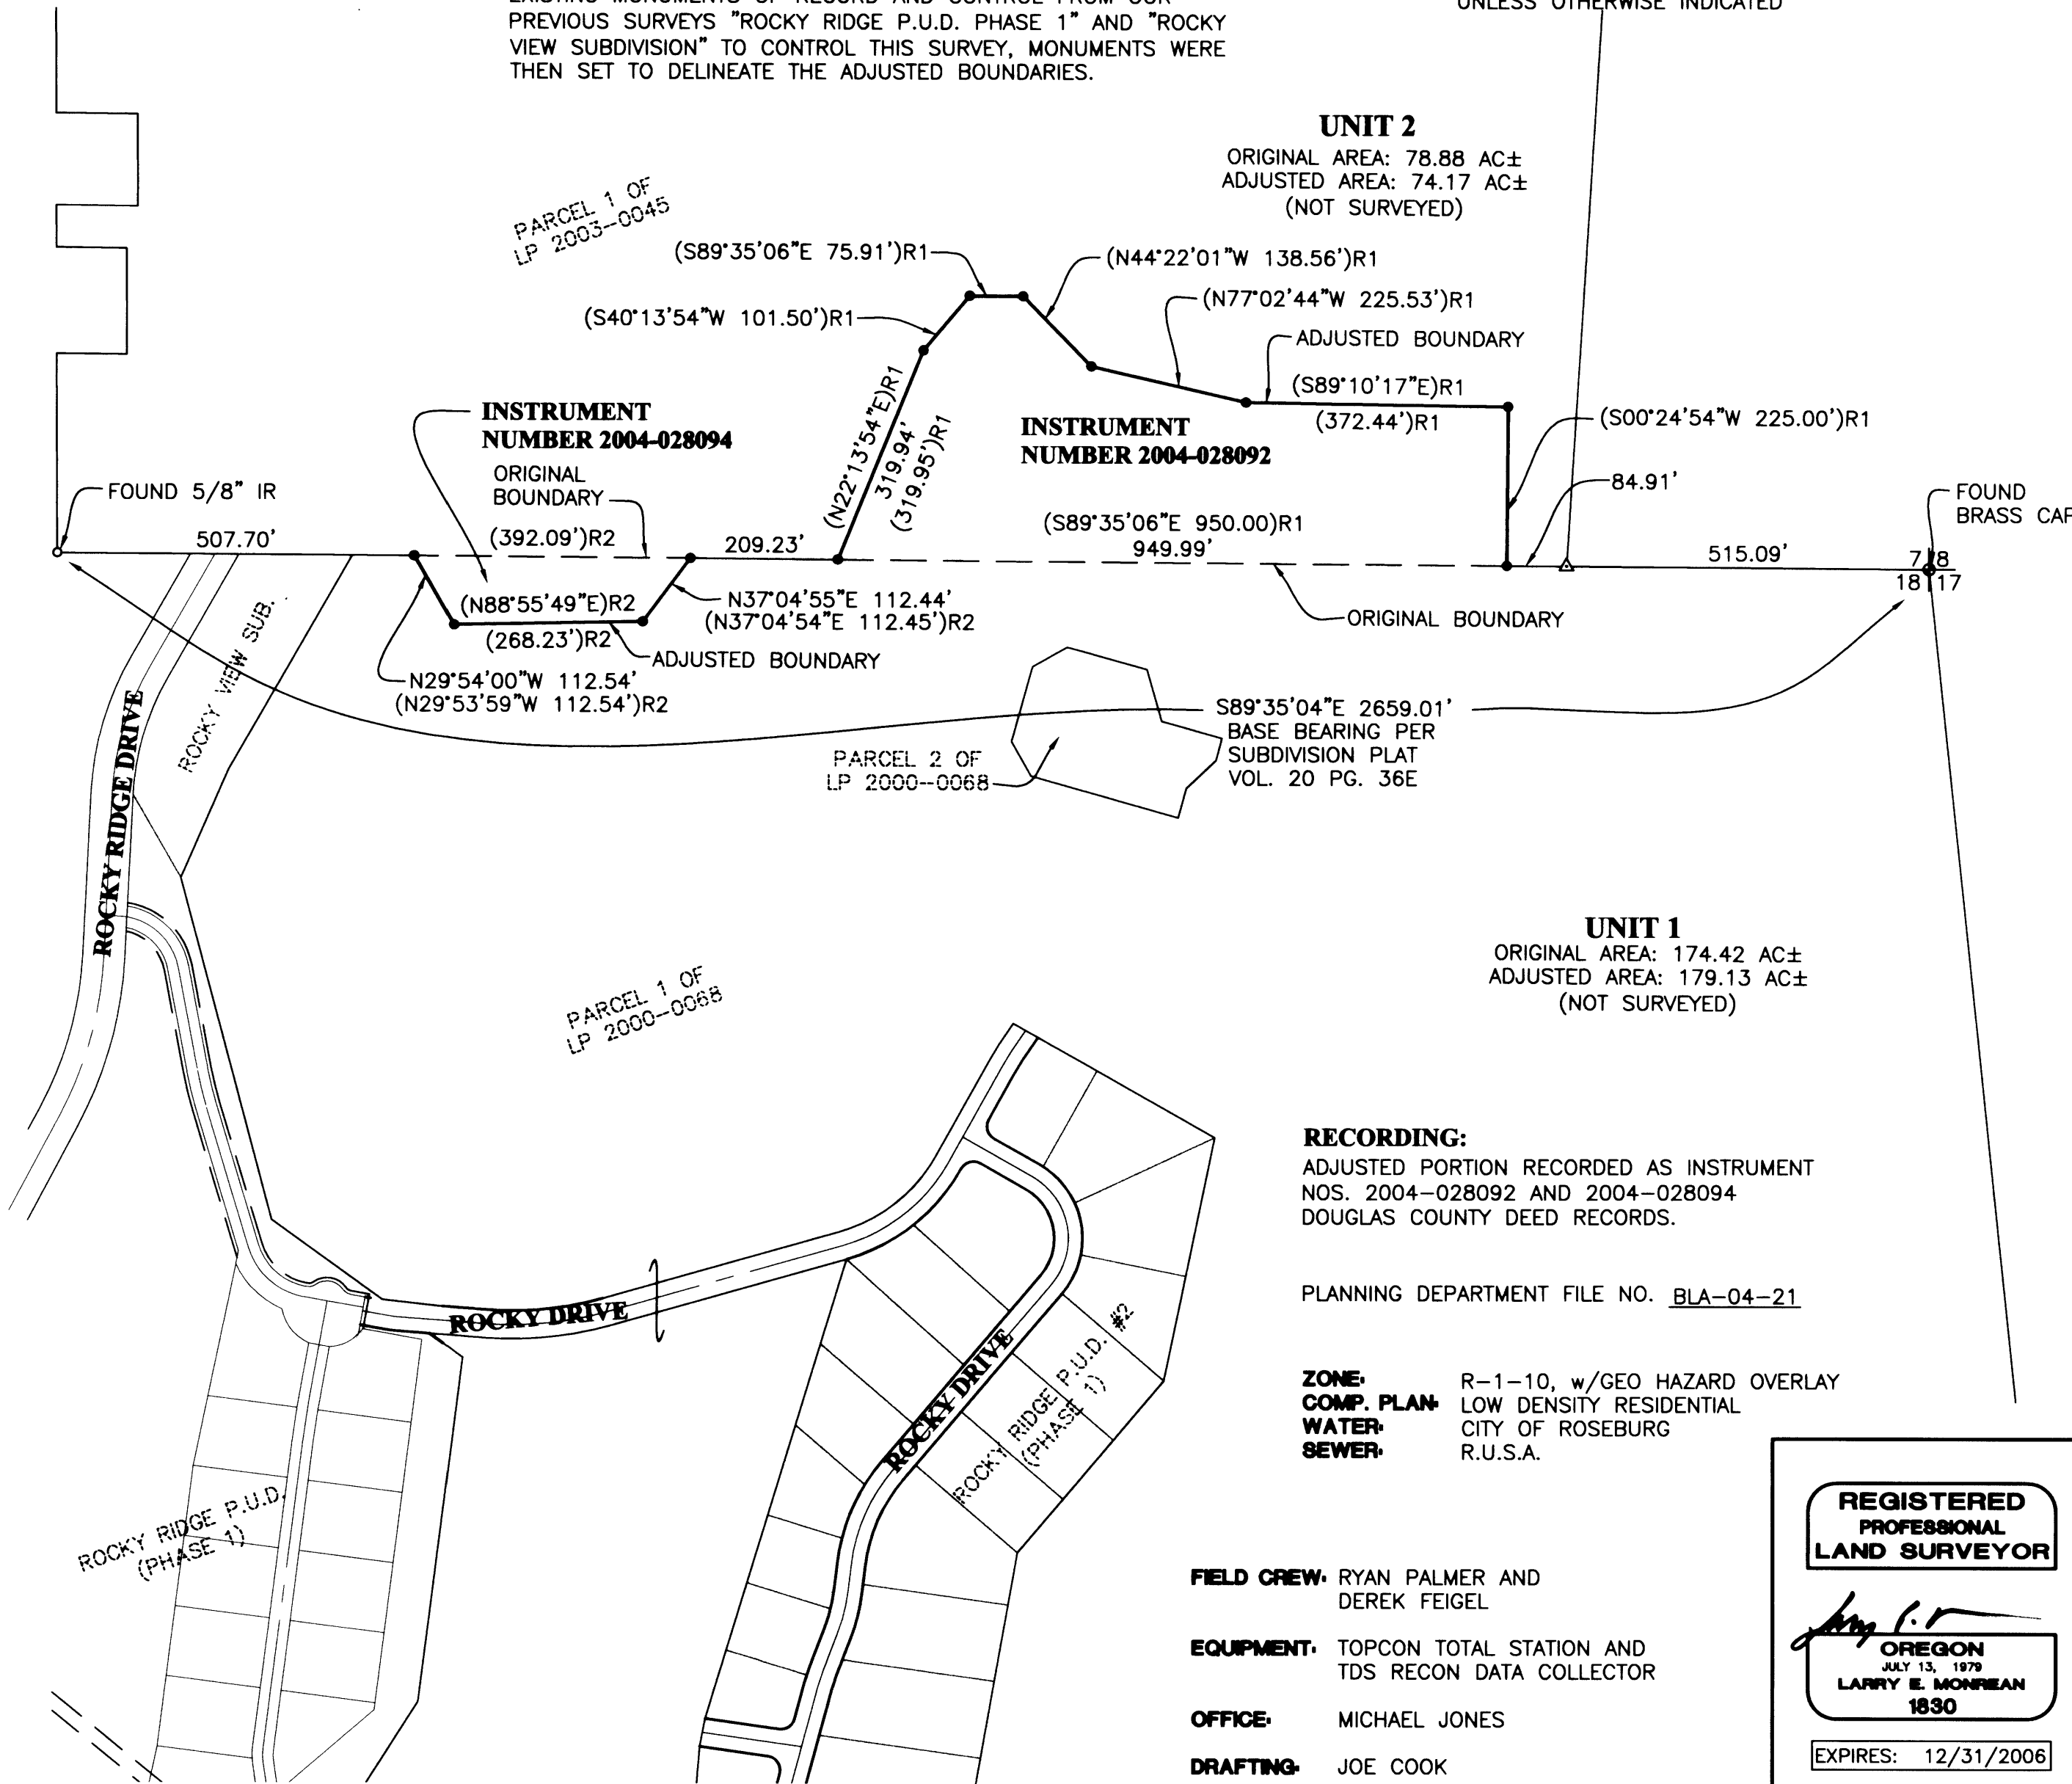 PREVIOUS SURVEYS "ROCKY RIDGE P.U.D. PHASE 1" AND "ROCKY
VIEW SUBDIVISION" TO CONTROL THIS SURVEY, MONUMENTS WERE
THEN SET TO DELINEATE THE ADJUSTED BOUNDARIES.
UNLESS OTHERWISE INDICATED
UNIT 2
ORIGINAL AREA: 78.88 AC±
ADJUSTED AREA: 74.17 AC±
(NOT SURVEYED)
PARCEL 1 OF
LP 2003-0045
(S89°35'06"E 75.91')R1
(N44°22'01"W 138.56')R1
(S40°13'54"W 101.50')R1
(N77°02'44"W 225.53')R1
ADJUSTED BOUNDARY
(S89°10'17"E)R1
(372.44')R1
(S00°24'54"W 225.00')R1
84.91'
INSTRUMENT
NUMBER 2004-028094
ORIGINAL
BOUNDARY
(392.09')R2
(N22°13'54"E)R1
319.94'
(319.95')R1
INSTRUMENT
NUMBER 2004-028092
(S89°35'06"E 950.00)R1
949.99'
FOUND 5/8" IR
507.70'
209.23'
515.09'
FOUND
BRASS CAP
7 8
18 17
(N88°55'49"E)R2
(268.23')R2
N37°04'55"E 112.44'
(N37°04'54"E 112.45')R2
ADJUSTED BOUNDARY
ORIGINAL BOUNDARY
N29°54'00"W 112.54'
(N29°53'59"W 112.54')R2
ROCKY VIEW SUB.
ROCKY RIDGE DRIVE
S89°35'04"E 2659.01'
BASE BEARING PER
SUBDIVISION PLAT
VOL. 20 PG. 36E
PARCEL 2 OF
LP 2000-0068
UNIT 1
ORIGINAL AREA: 174.42 AC±
ADJUSTED AREA: 179.13 AC±
(NOT SURVEYED)
PARCEL 1 OF
LP 2000-0068
RECORDING:
ADJUSTED PORTION RECORDED AS INSTRUMENT
NOS. 2004-028092 AND 2004-028094
DOUGLAS COUNTY DEED RECORDS.
PLANNING DEPARTMENT FILE NO. BLA-04-21
ROCKY DRIVE
ROCKY DRIVE
ROCKY RIDGE P.U.D. #2
(PHASE 1)
ROCKY RIDGE P.U.D.
(PHASE 1)
ZONE: R-1-10, w/GEO HAZARD OVERLAY
COMP. PLAN: LOW DENSITY RESIDENTIAL
WATER: CITY OF ROSEBURG
SEWER: R.U.S.A.
FIELD CREW: RYAN PALMER AND
DEREK FEIGEL
EQUIPMENT: TOPCON TOTAL STATION AND
TDS RECON DATA COLLECTOR
OFFICE: MICHAEL JONES
DRAFTING: JOE COOK
REGISTERED
PROFESSIONAL
LAND SURVEYOR
OREGON
JULY 13, 1979
LARRY E. MONREAN
1830
EXPIRES: 12/31/2006